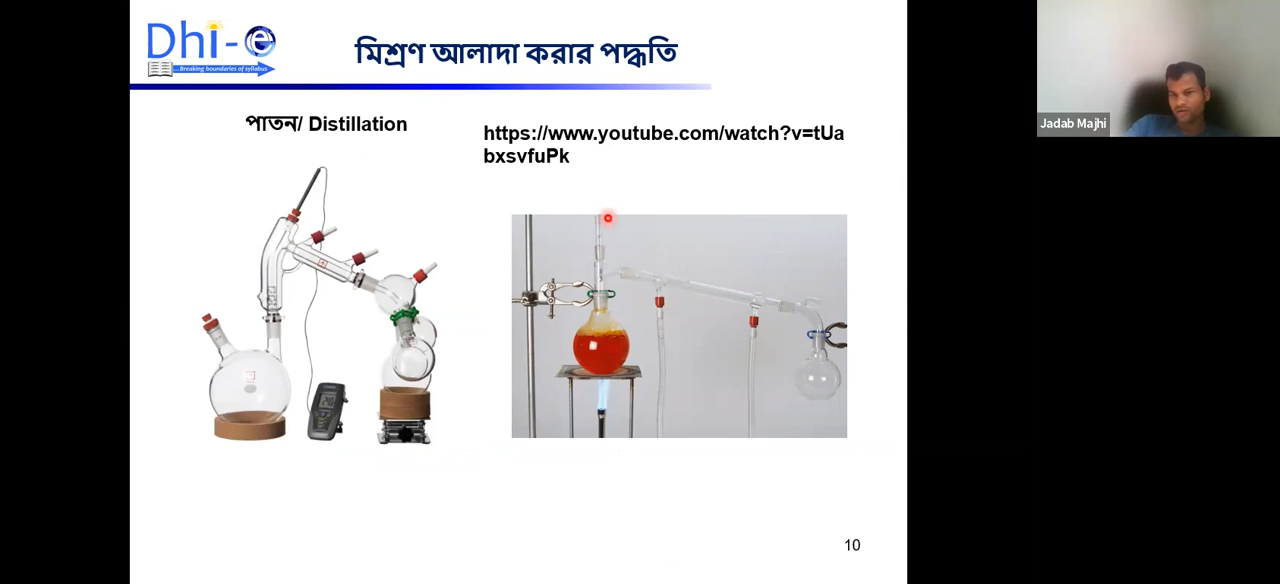 Dhi-e
...Breaking boundaries of syllabus
মিশ্রণ আলাদা করার পদ্ধতি
পাতন/ Distillation
https://www.youtube.com/watch?v=tUa
bxsvfuPk
Jadab Majhi
10